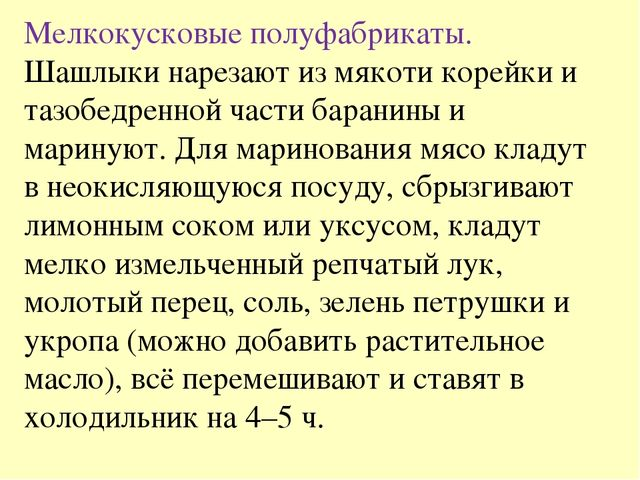 Мелкокусковые полуфабрикаты.
Шашлыки нарезают из мякоти корейки и
тазобедренной части баранины и
маринуют. Для маринования мясо кладут
в неокисляющуюся посуду, сбрызгивают
лимонным соком или уксусом, кладут
мелко измельченный репчатый лук,
молотый перец, соль, зелень петрушки и
укропа (можно добавить растительное
масло), всё перемешивают и ставят в
холодильник на 4–5 ч.